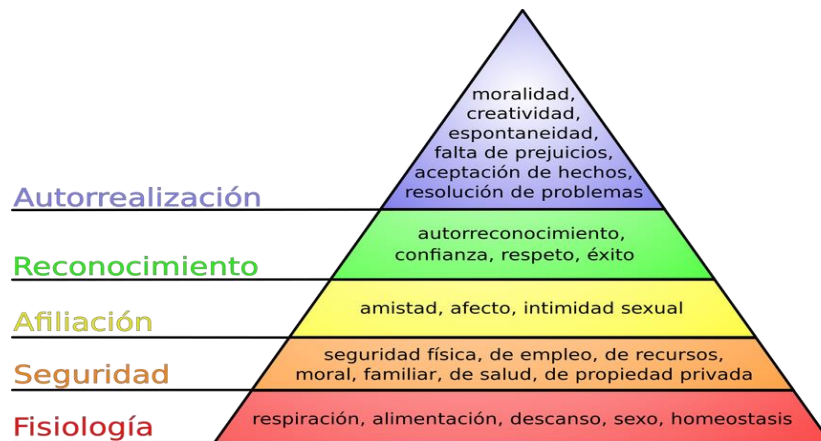 moralidad,
creatividad,
espontaneidad,
falta de prejuicios,
aceptación de hechos,
resolución de problemas
Autorrealización
autorreconocimiento,
confianza, respeto, éxito
Reconocimiento
amistad, afecto, intimidad sexual
Afiliación
seguridad física, de empleo, de recursos,
moral, familiar, de salud, de propiedad privada
Seguridad
respiración, alimentación, descanso, sexo, homeostasis
Fisiología